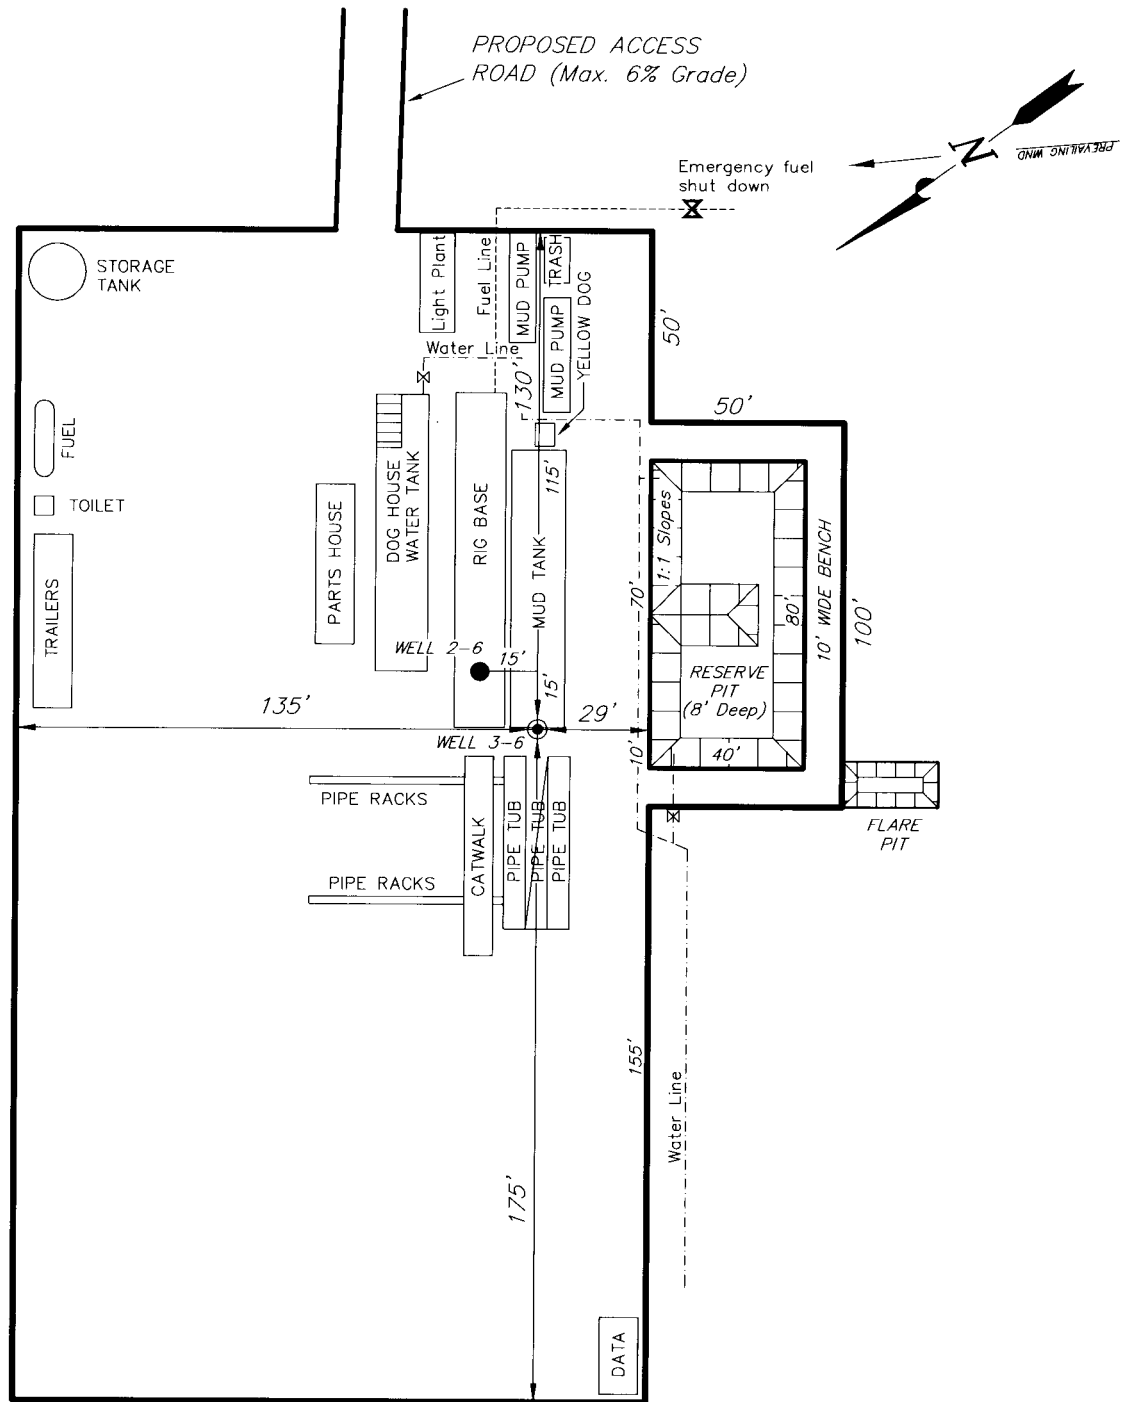 PROPOSED ACCESS
ROAD (Max. 6% Grade)
N
PREVAILING WIND
Emergency fuel
shut down
STORAGE
TANK
Light Plant
Fuel Line
MUD PUMP
TRASH
MUD PUMP
YELLOW DOG
50'
Water Line
130'
50'
FUEL
TOILET
TRAILERS
PARTS HOUSE
DOG HOUSE
WATER TANK
RIG BASE
115'
MUD TANK
1:1 Slopes
70'
80'
10' WIDE BENCH
100'
WELL 2-6
15'
15'
RESERVE
PIT
(8' Deep)
135'
29'
WELL 3-6
10'
40'
PIPE RACKS
CATWALK
PIPE TUB
PIPE TUB
PIPE TUB
FLARE
PIT
PIPE RACKS
155'
Water Line
175'
DATA